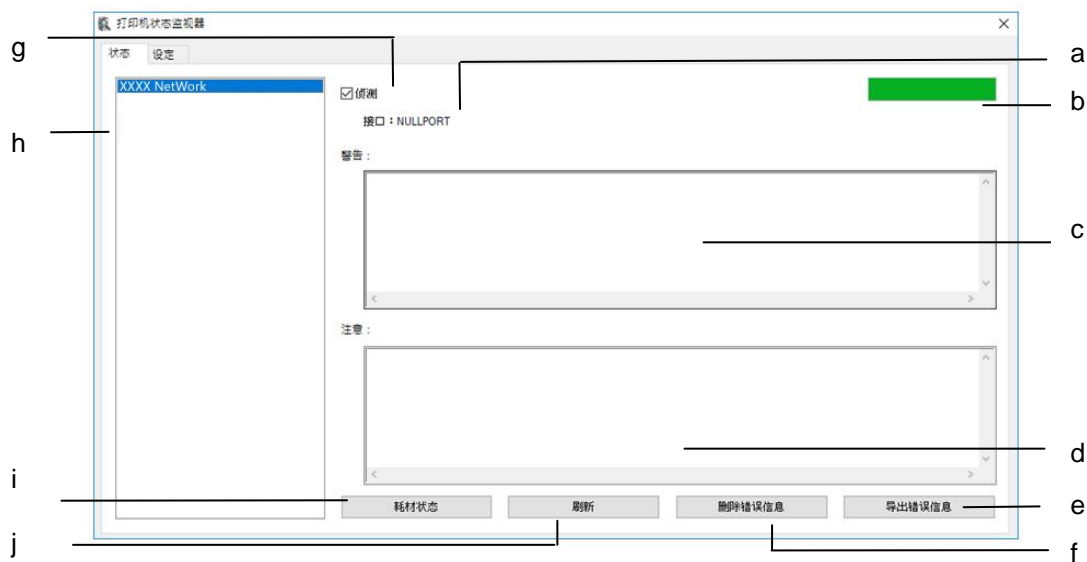 打印机状态监视器
g
状态 设定
a
XXXX NetWork
侦测
b
接口：NULLPORT
h
警告：
c
注意：
d
i
耗材状态 刷新 删除错误信息 导出错误信息
e
j
f